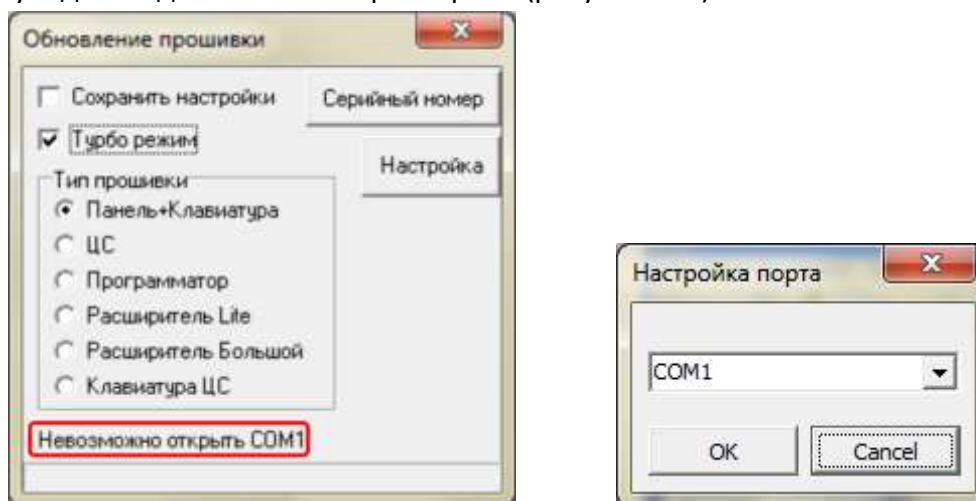 Обновление прошивки
Сохранить настройки
Серийный номер
Турбо режим
Настройка
Тип прошивки
Панель+Клавиатура
ЦС
Программатор
Расширитель Lite
Расширитель Большой
Клавиатура ЦС
Невозможно открыть COM1
Настройка порта
COM1
OK
Cancel